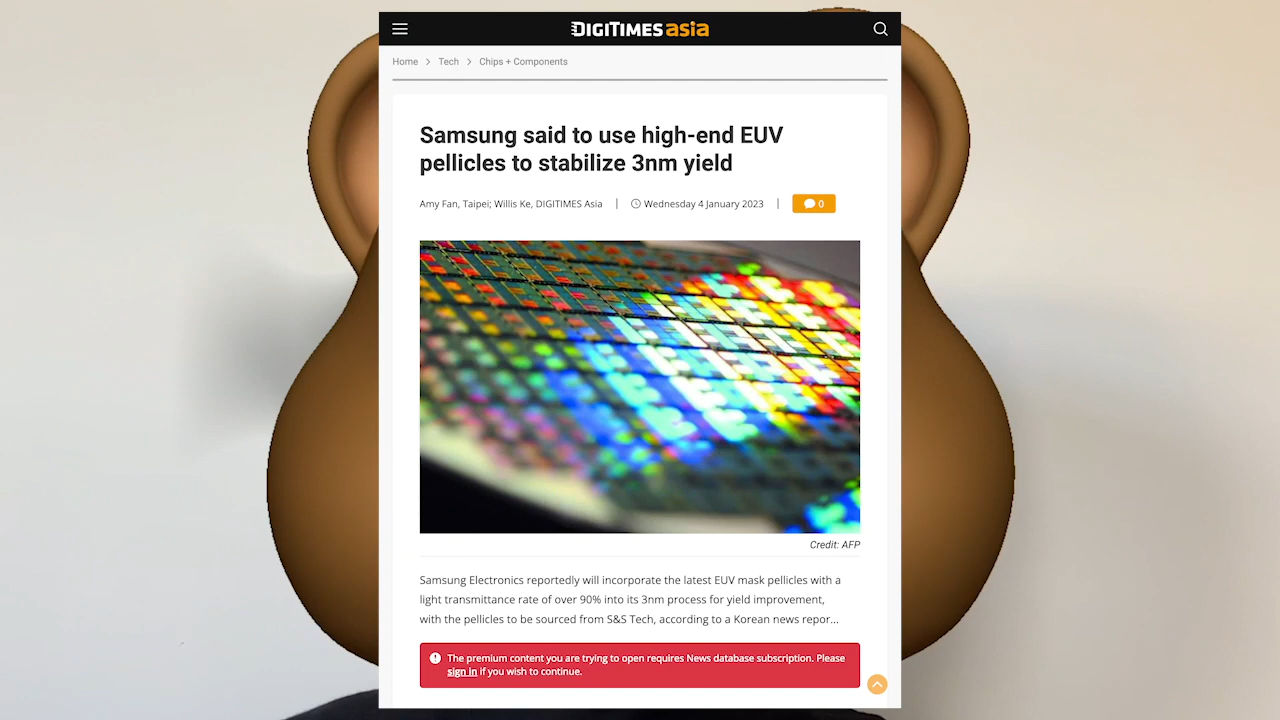 DIGITIMES asia
Home > Tech > Chips + Components
Samsung said to use high-end EUV
pellicles to stabilize 3nm yield
Amy Fan, Taipei; Willis Ke, DIGITIMES Asia | Wednesday 4 January 2023 | 0
Credit: AFP
Samsung Electronics reportedly will incorporate the latest EUV mask pellicles with a
light transmittance rate of over 90% into its 3nm process for yield improvement,
with the pellicles to be sourced from S&S Tech, according to a Korean news repor...
The premium content you are trying to open requires News database subscription. Please
sign in if you wish to continue.